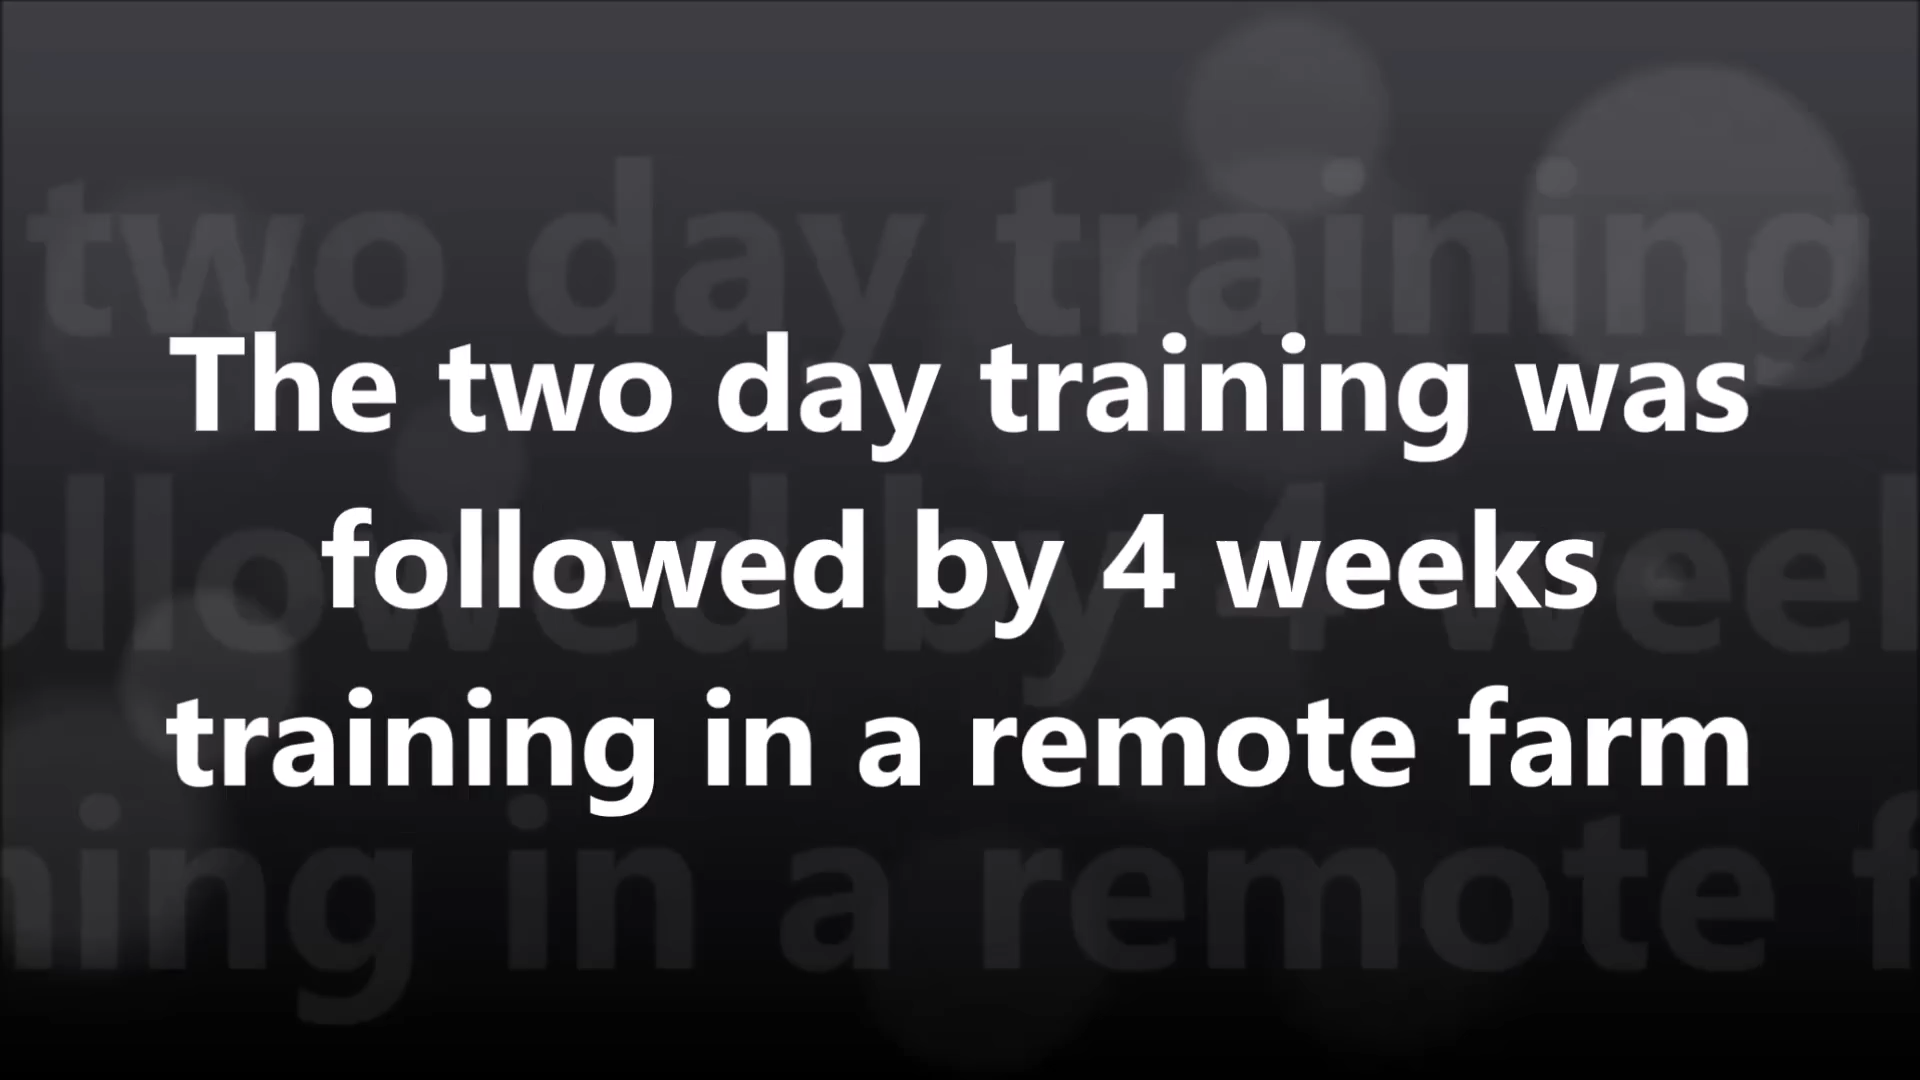 The two day training was
followed by 4 weeks
training in a remote farm